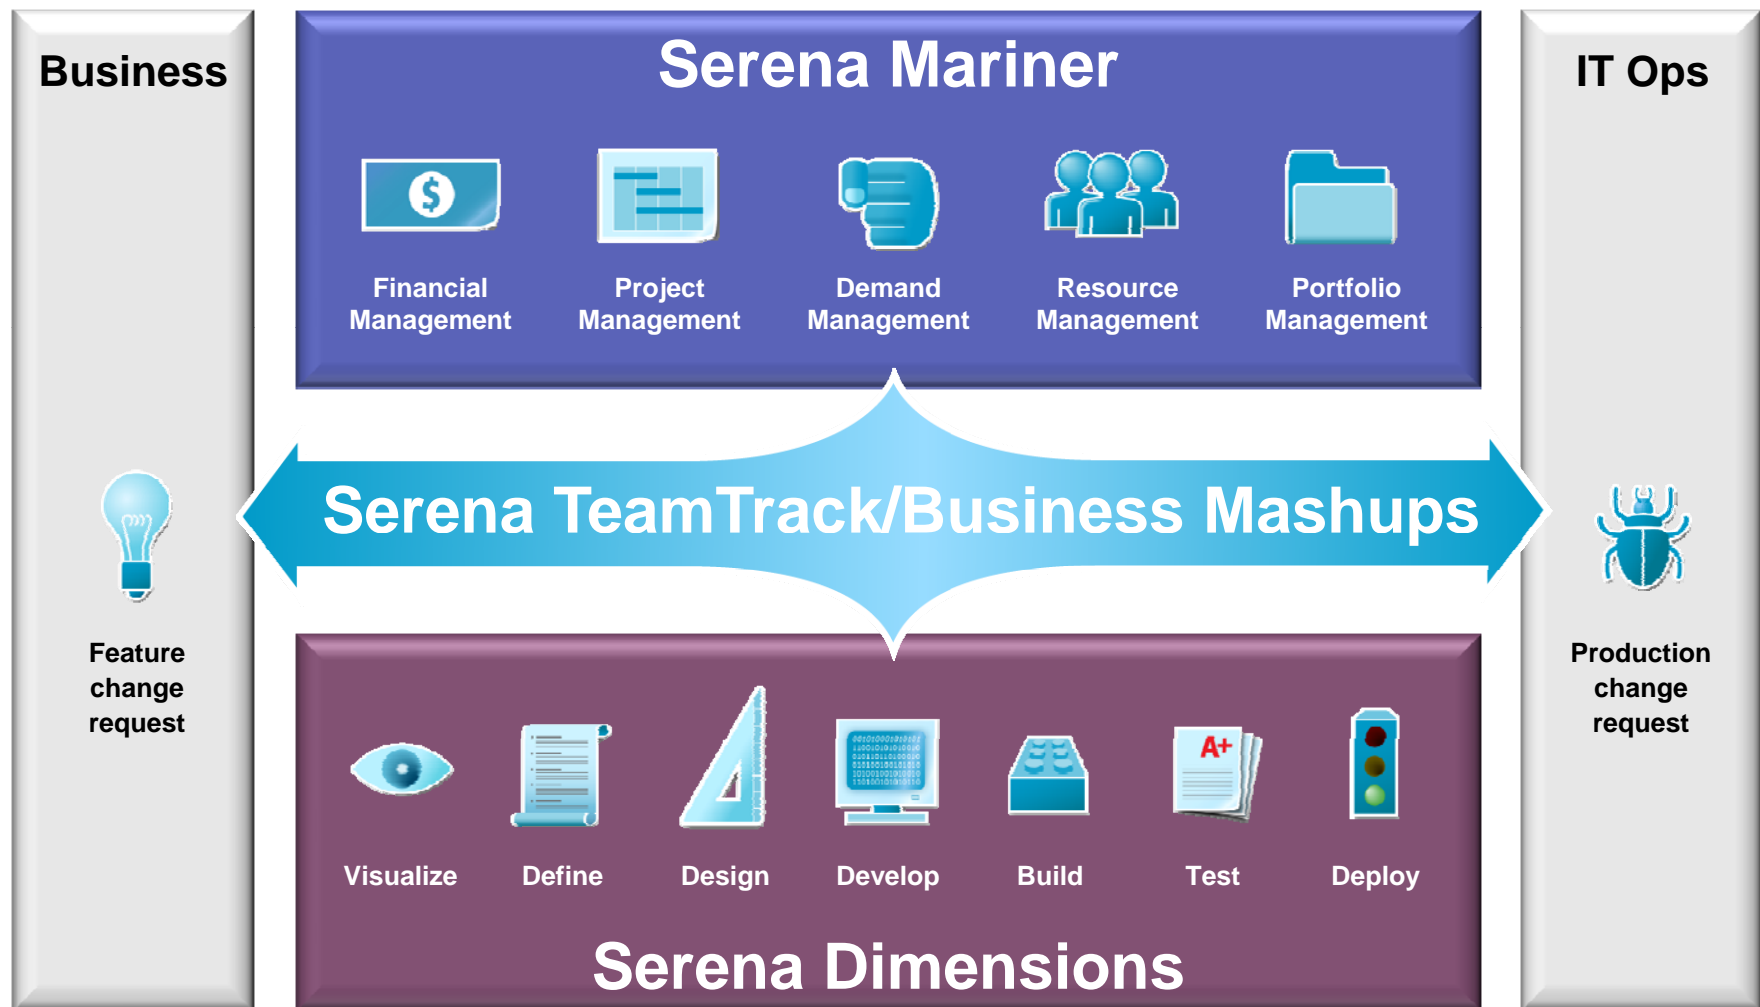 Business
Feature
change
request
Serena Mariner
$
Financial
Management
Project
Management
Demand
Management
Resource
Management
Portfolio
Management
Serena TeamTrack/Business Mashups
A+
Visualize
Define
Design
Develop
Build
Test
Deploy
Serena Dimensions
IT Ops
Production
change
request